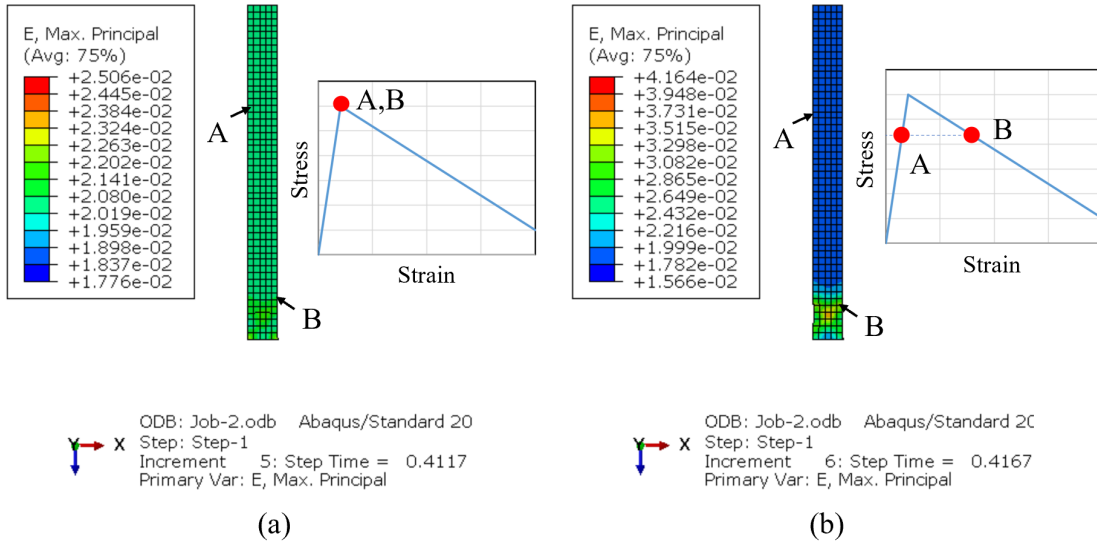 E, Max. Principal
(Avg: 75%)
+2.506e-02
+2.445e-02
+2.384e-02
+2.324e-02
+2.263e-02
+2.202e-02
+2.141e-02
+2.080e-02
+2.019e-02
+1.959e-02
+1.898e-02
+1.837e-02
+1.776e-02
A
B
A,B
Stress
Strain
ODB: Job-2.odb Abaqus/Standard 20
Step: Step-1
Increment 5: Step Time = 0.4117
Primary Var: E, Max. Principal
Y
X
(a)
E, Max. Principal
(Avg: 75%)
+4.164e-02
+3.948e-02
+3.731e-02
+3.515e-02
+3.298e-02
+3.082e-02
+2.865e-02
+2.649e-02
+2.432e-02
+2.216e-02
+1.999e-02
+1.782e-02
+1.566e-02
A
B
B
A
Stress
Strain
ODB: Job-2.odb Abaqus/Standard 20
Step: Step-1
Increment 6: Step Time = 0.4167
Primary Var: E, Max. Principal
Y
X
(b)